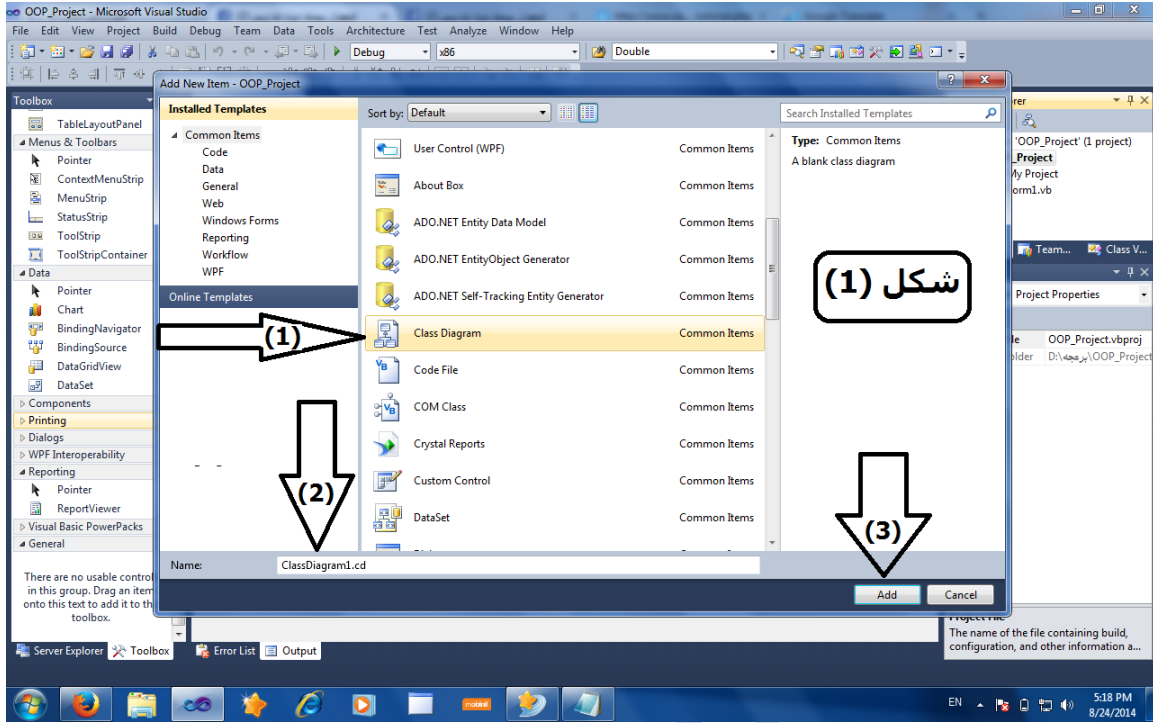 OOP_Project - Microsoft Visual Studio
File Edit View Project Build Debug Team Data Tools Architecture Test Analyze Window Help
Debug x86 Double
Add New Item - OOP_Project
Toolbox
TableLayoutPanel
Menus & Toolbars
Pointer
ContextMenuStrip
MenuStrip
StatusStrip
ToolStrip
ToolStripContainer
Data
Pointer
Chart
BindingNavigator
BindingSource
DataGridView
DataSet
Components
Printing
Dialogs
WPF Interoperability
Reporting
Pointer
ReportViewer
Visual Basic PowerPacks
General
There are no usable control
in this group. Drag an item
onto this text to add it to th
toolbox.
Server Explorer Toolbox Error List Output
Installed Templates
Common Items
Code
Data
General
Web
Windows Forms
Reporting
Workflow
WPF
Online Templates
(1)
(2)
Sort by: Default
User Control (WPF) Common Items
About Box Common Items
ADO.NET Entity Data Model Common Items
ADO.NET EntityObject Generator Common Items
ADO.NET Self-Tracking Entity Generator Common Items
Class Diagram Common Items
Code File Common Items
COM Class Common Items
Crystal Reports Common Items
Custom Control Common Items
DataSet Common Items
Search Installed Templates
Type: Common Items
A blank class diagram
شكل (1)
(3)
Name: ClassDiagram1.cd
Add Cancel
rer
'OOP_Project' (1 project)
_Project
My Project
orm1.vb
Team... Class V...
Project Properties
le OOP_Project.vbproj
older D:\برمجه\OOP_Project
Project File
The name of the file containing build,
configuration, and other information a...
mobinil
EN
5:18 PM
8/24/2014